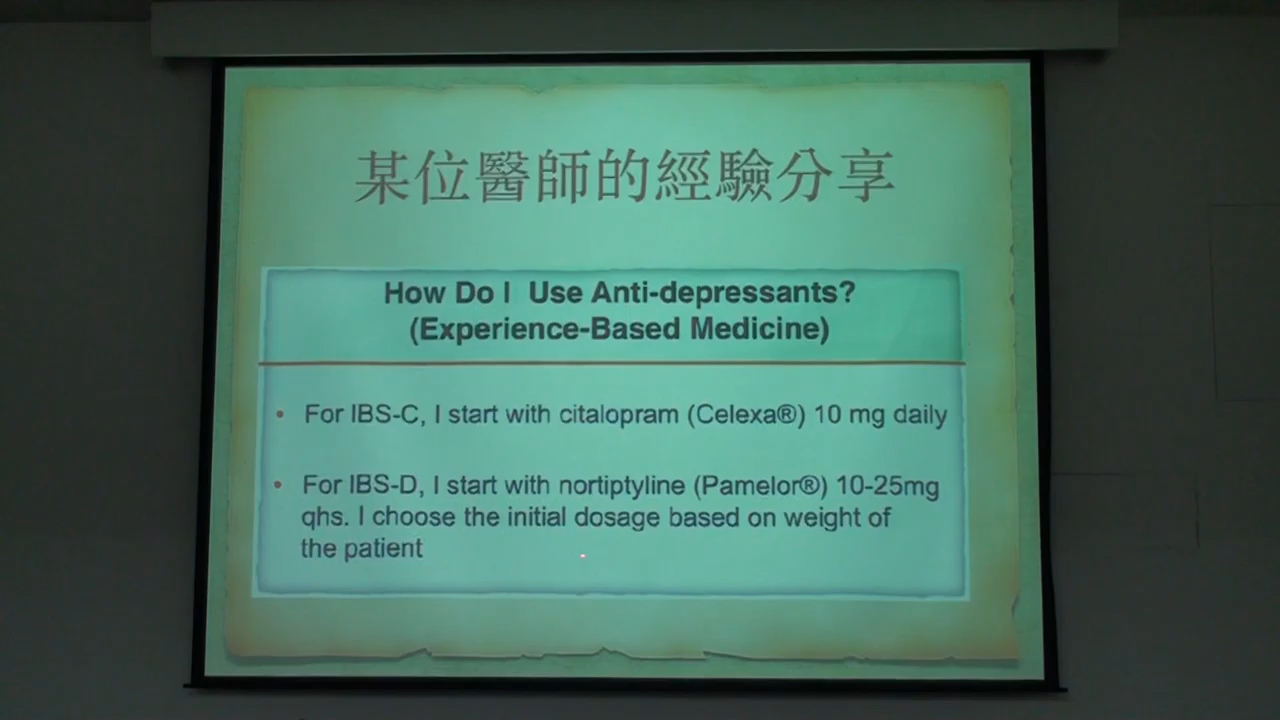 某位醫師的經驗分享
How Do I Use Anti-depressants?
(Experience-Based Medicine)
• For IBS-C, I start with citalopram (Celexa®) 10 mg daily
• For IBS-D, I start with nortiptyline (Pamelor®) 10-25mg
qhs. I choose the initial dosage based on weight of
the patient